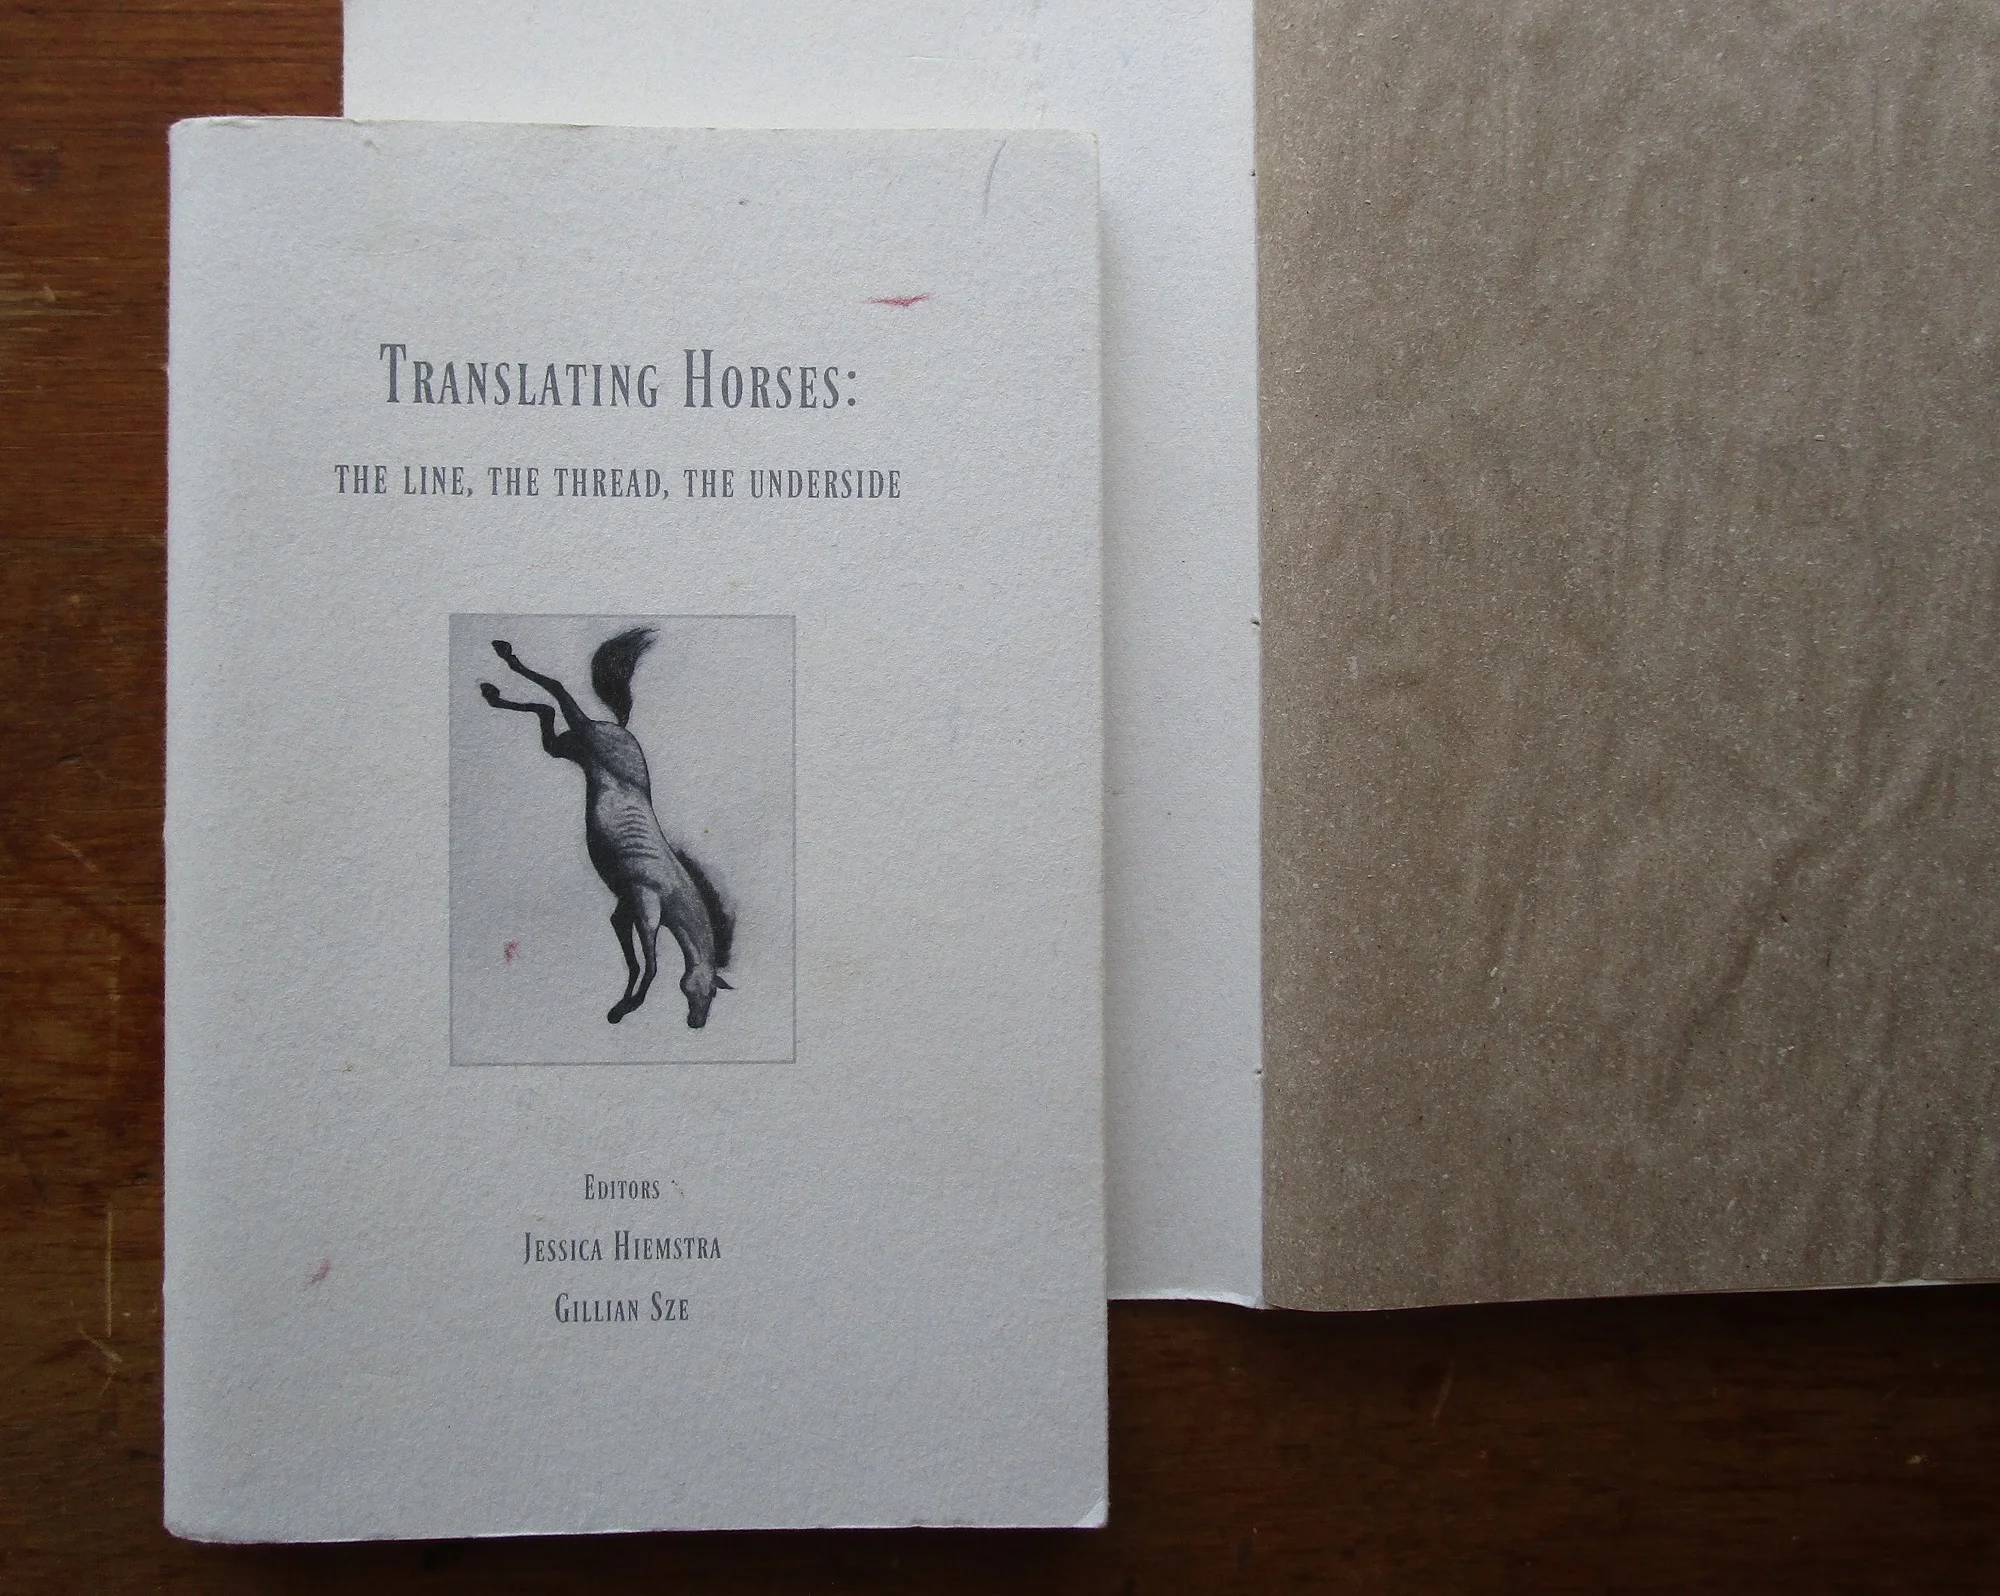 TRANSLATING HORSES:
THE LINE, THE THREAD, THE UNDERSIDE
EDITORS
JESSICA HIEMSTRA
GILLIAN SZE